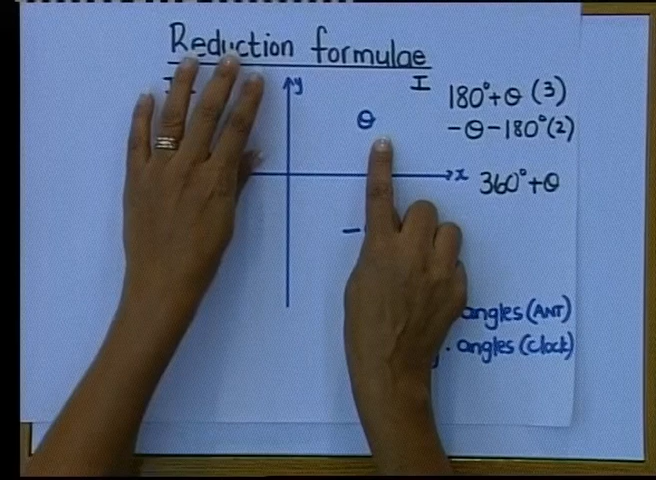 Reduction formulae
y
I
180°+θ (3)
θ
-θ-180°(2)
x
360°+θ
-
angles (ANT)
. angles (Clock)